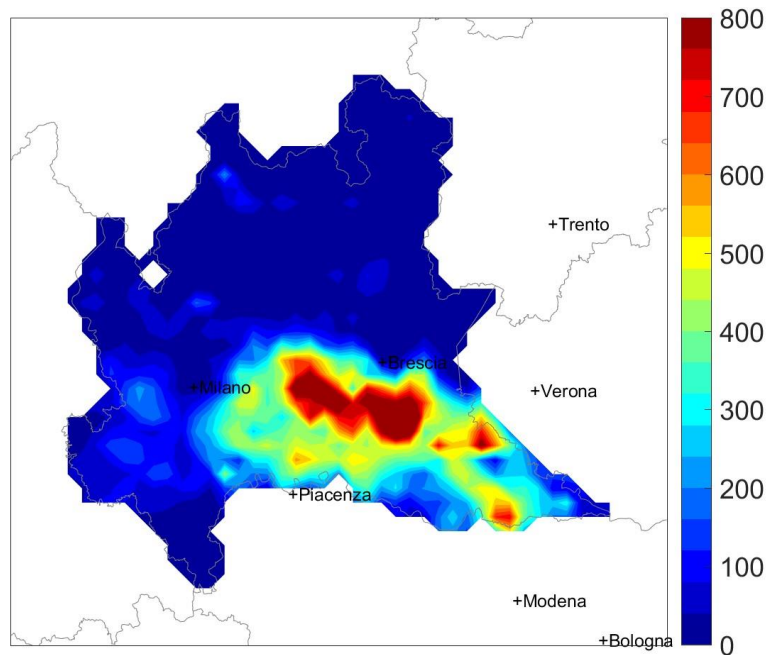 800
700
600
500
400
300
200
100
0
+Trento
+Brescia
+Milano
+Verona
+Piacenza
+Modena
+Bologna